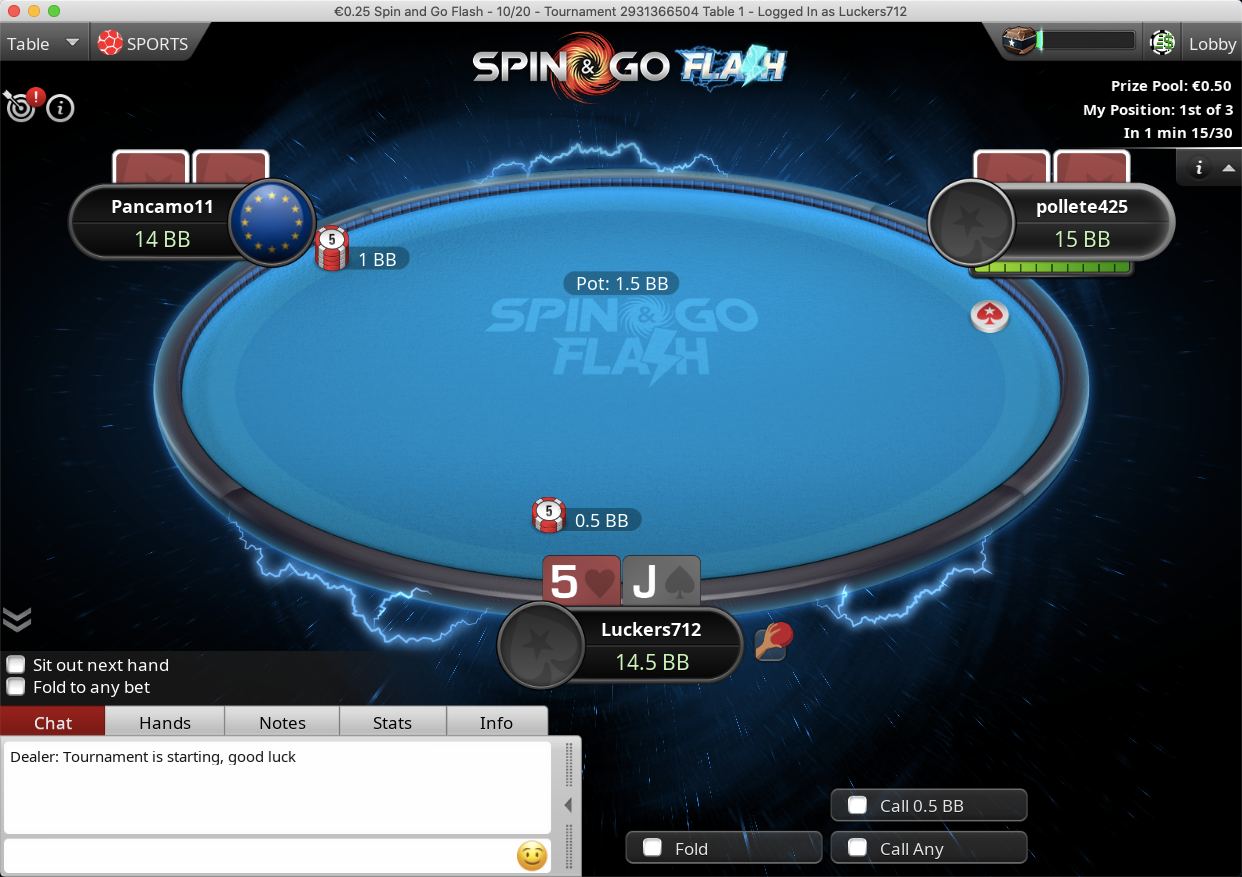 €0.25 Spin and Go Flash - 10/20 - Tournament 2931366504 Table 1 - Logged In as Luckers712
Table
SPORTS
SPIN&GO FLASH
Lobby
Prize Pool: €0.50
My Position: 1st of 3
In 1 min 15/30
!
i
i
Pancamo11
14 BB
pollete425
15 BB
5
1 BB
Pot: 1.5 BB
SPIN&GO
FLASH
5
0.5 BB
5 J
Luckers712
14.5 BB
Sit out next hand
Fold to any bet
Chat
Hands
Notes
Stats
Info
Dealer: Tournament is starting, good luck
Call 0.5 BB
Fold
Call Any